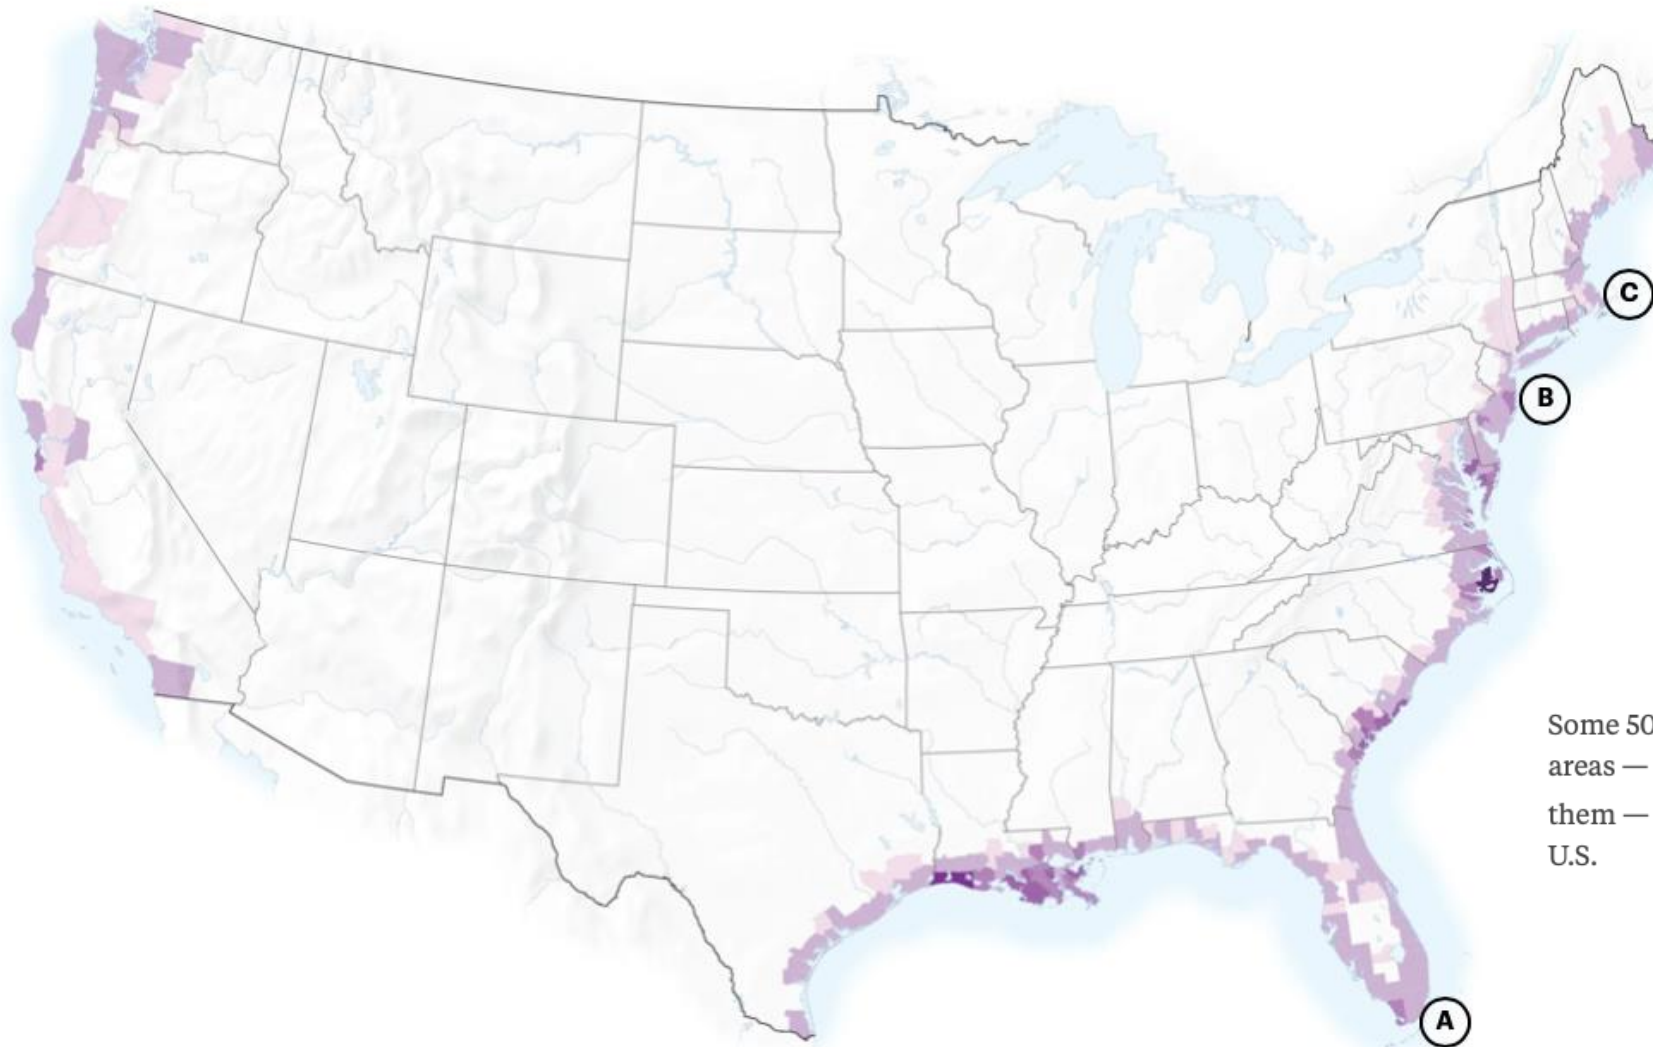 C
B
Some 50
areas —
them —
U.S.
A